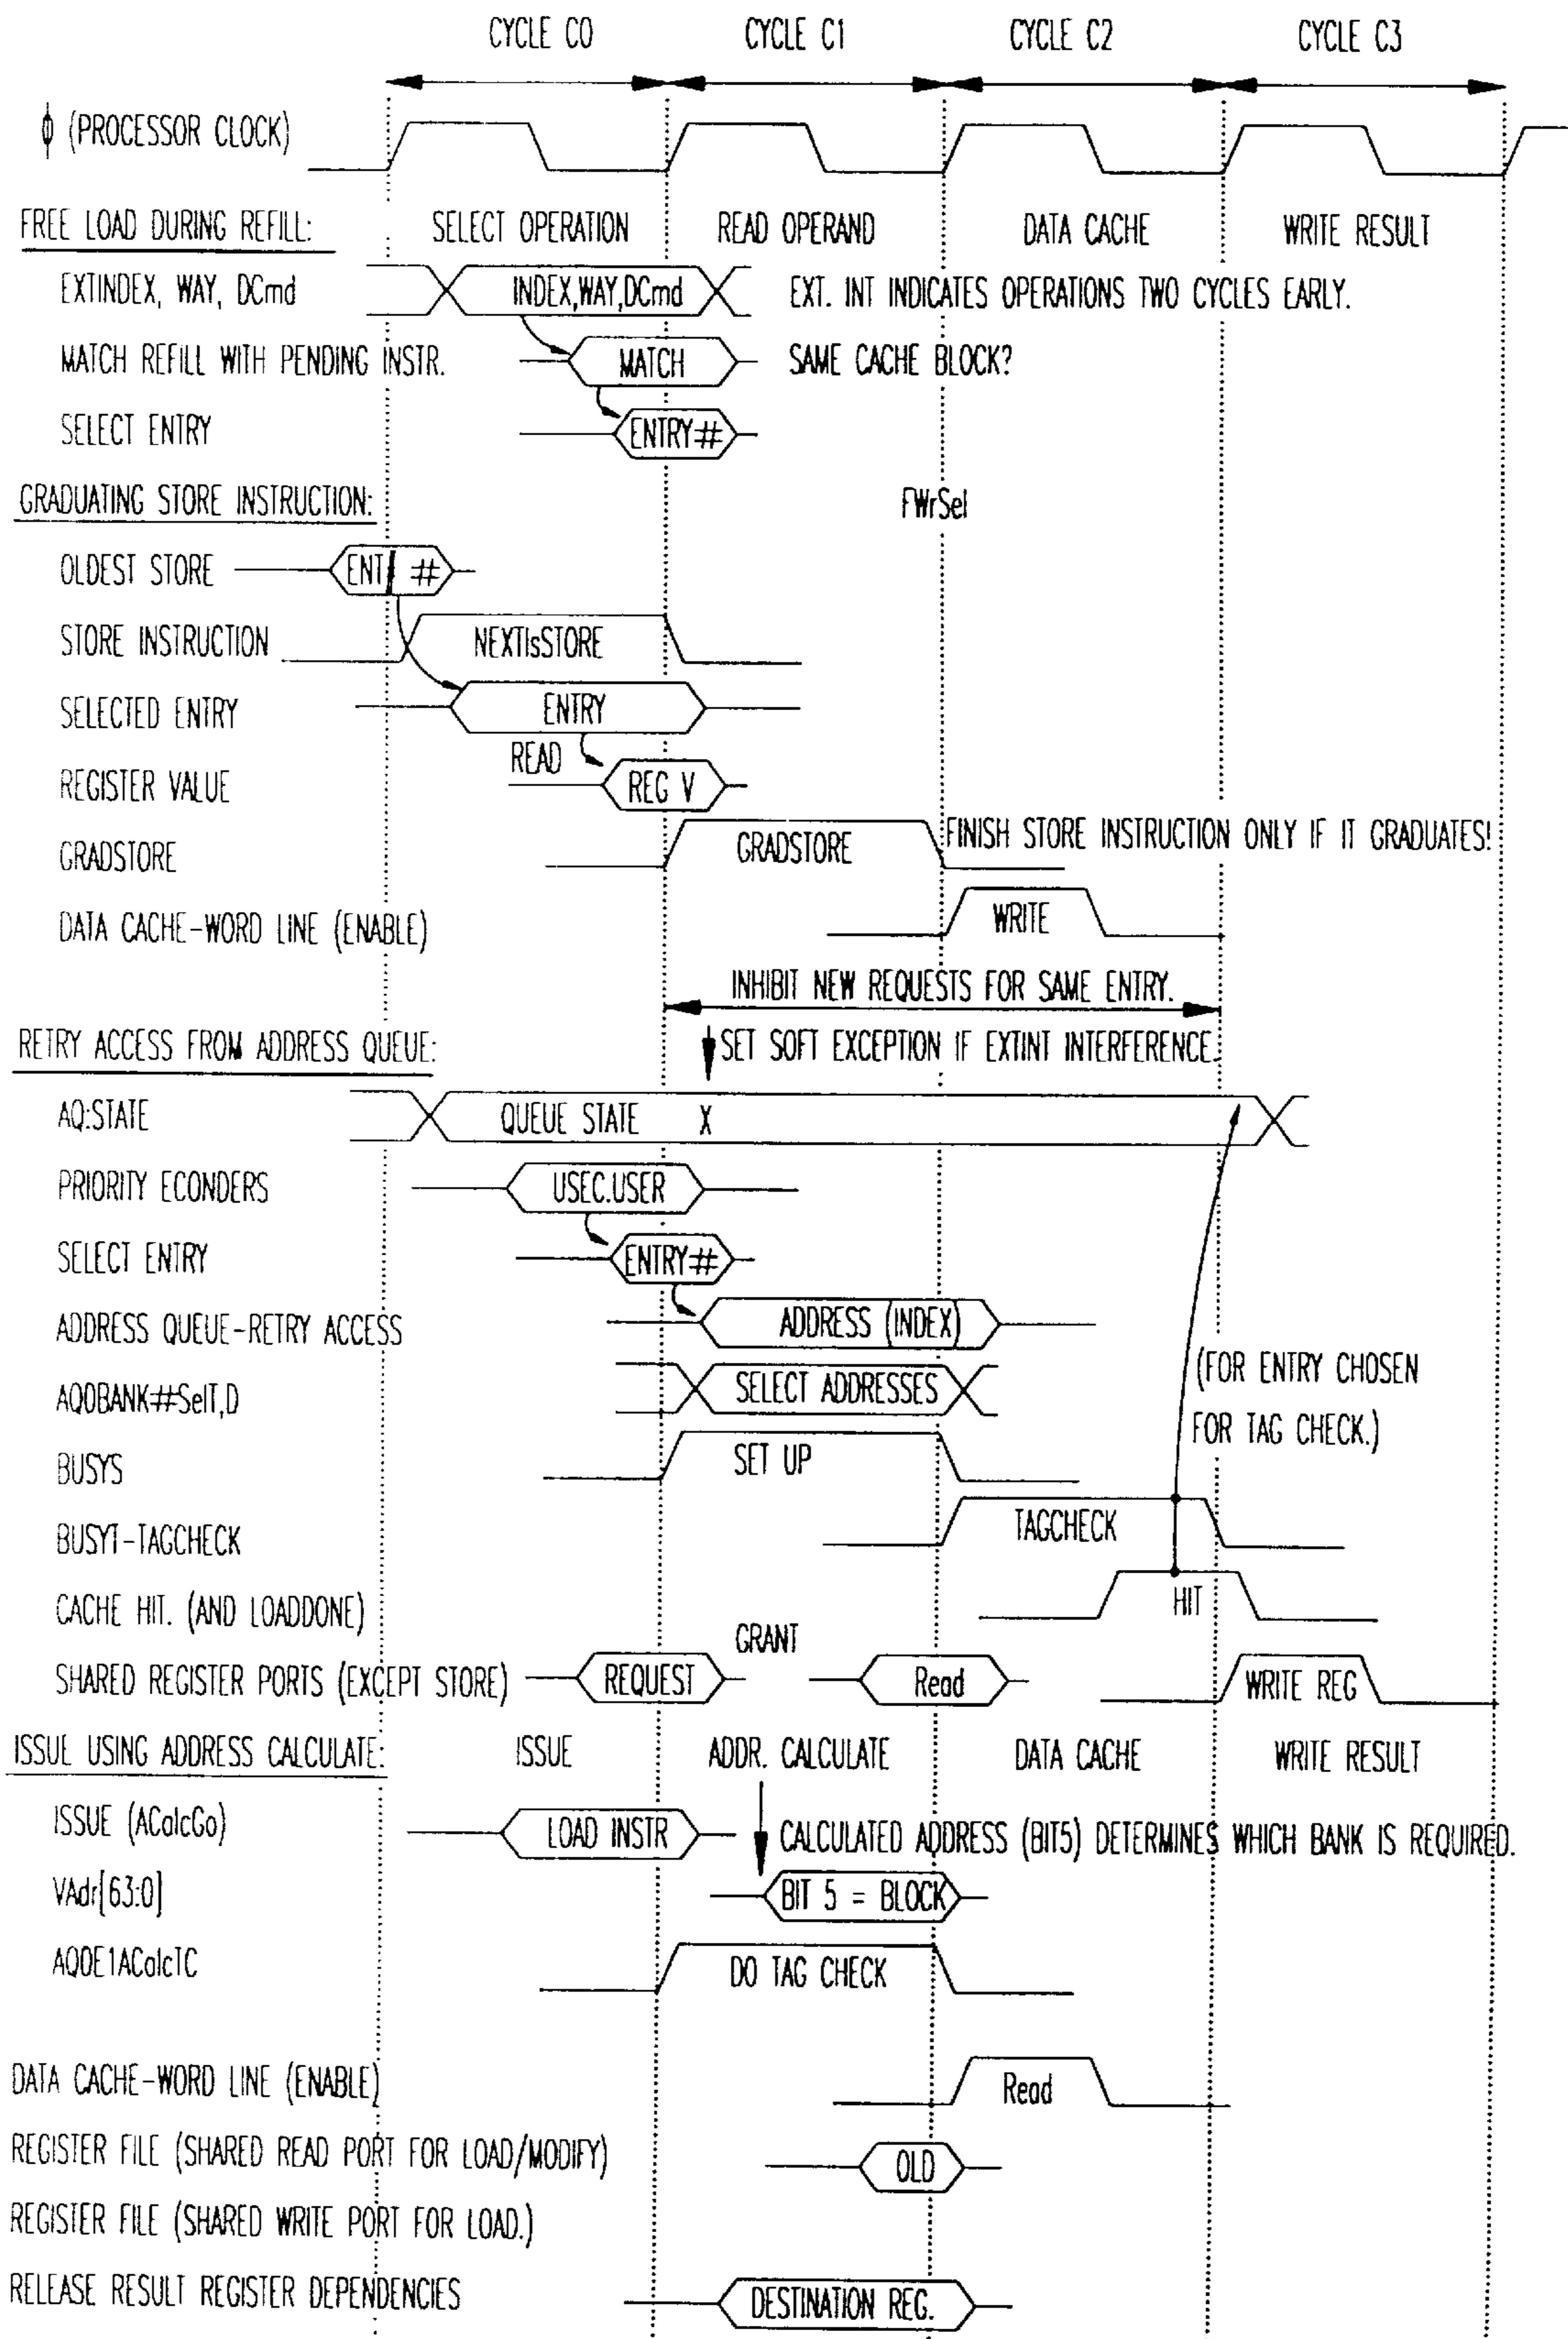 CYCLE C0 CYCLE C1 CYCLE C2 CYCLE C3
ϕ (PROCESSOR CLOCK)
FREE LOAD DURING REFILL: SELECT OPERATION READ OPERAND DATA CACHE WRITE RESULT
EXTINDEX, WAY, DCmd INDEX,WAY,DCmd EXT. INT INDICATES OPERATIONS TWO CYCLES EARLY.
MATCH REFILL WITH PENDING INSTR. MATCH SAME CACHE BLOCK?
SELECT ENTRY ENTRY#
GRADUATING STORE INSTRUCTION: FWrSel
OLDEST STORE ENT #
STORE INSTRUCTION NEXTIsSTORE
SELECTED ENTRY ENTRY
READ
REGISTER VALUE REG V
GRADSTORE GRADSTORE FINISH STORE INSTRUCTION ONLY IF IT GRADUATES!
DATA CACHE-WORD LINE (ENABLE) WRITE
INHIBIT NEW REQUESTS FOR SAME ENTRY.
RETRY ACCESS FROM ADDRESS QUEUE: SET SOFT EXCEPTION IF EXTINT INTERFERENCE.
AQ:STATE QUEUE STATE X
PRIORITY ECONDERS USEC.USER
SELECT ENTRY ENTRY#
ADDRESS QUEUE-RETRY ACCESS ADDRESS (INDEX)
(FOR ENTRY CHOSEN
AQOBANK#SelT,D SELECT ADDRESSES
FOR TAG CHECK.)
BUSYS SET UP
BUSYT-TAGCHECK TAGCHECK
CACHE HIT. (AND LOADDONE) HIT
GRANT
SHARED REGISTER PORTS (EXCEPT STORE) REQUEST Read WRITE REG
ISSUE USING ADDRESS CALCULATE: ISSUE ADDR. CALCULATE DATA CACHE WRITE RESULT
ISSUE (ACalcGo) LOAD INSTR CALCULATED ADDRESS (BIT5) DETERMINES WHICH BANK IS REQUIRED.
VAdr[63:0] BIT 5 = BLOCK
AQOE1ACalcTC DO TAG CHECK
DATA CACHE-WORD LINE (ENABLE) Read
REGISTER FILE (SHARED READ PORT FOR LOAD/MODIFY) OLD
REGISTER FILE (SHARED WRITE PORT FOR LOAD.)
RELEASE RESULT REGISTER DEPENDENCIES DESTINATION REG.